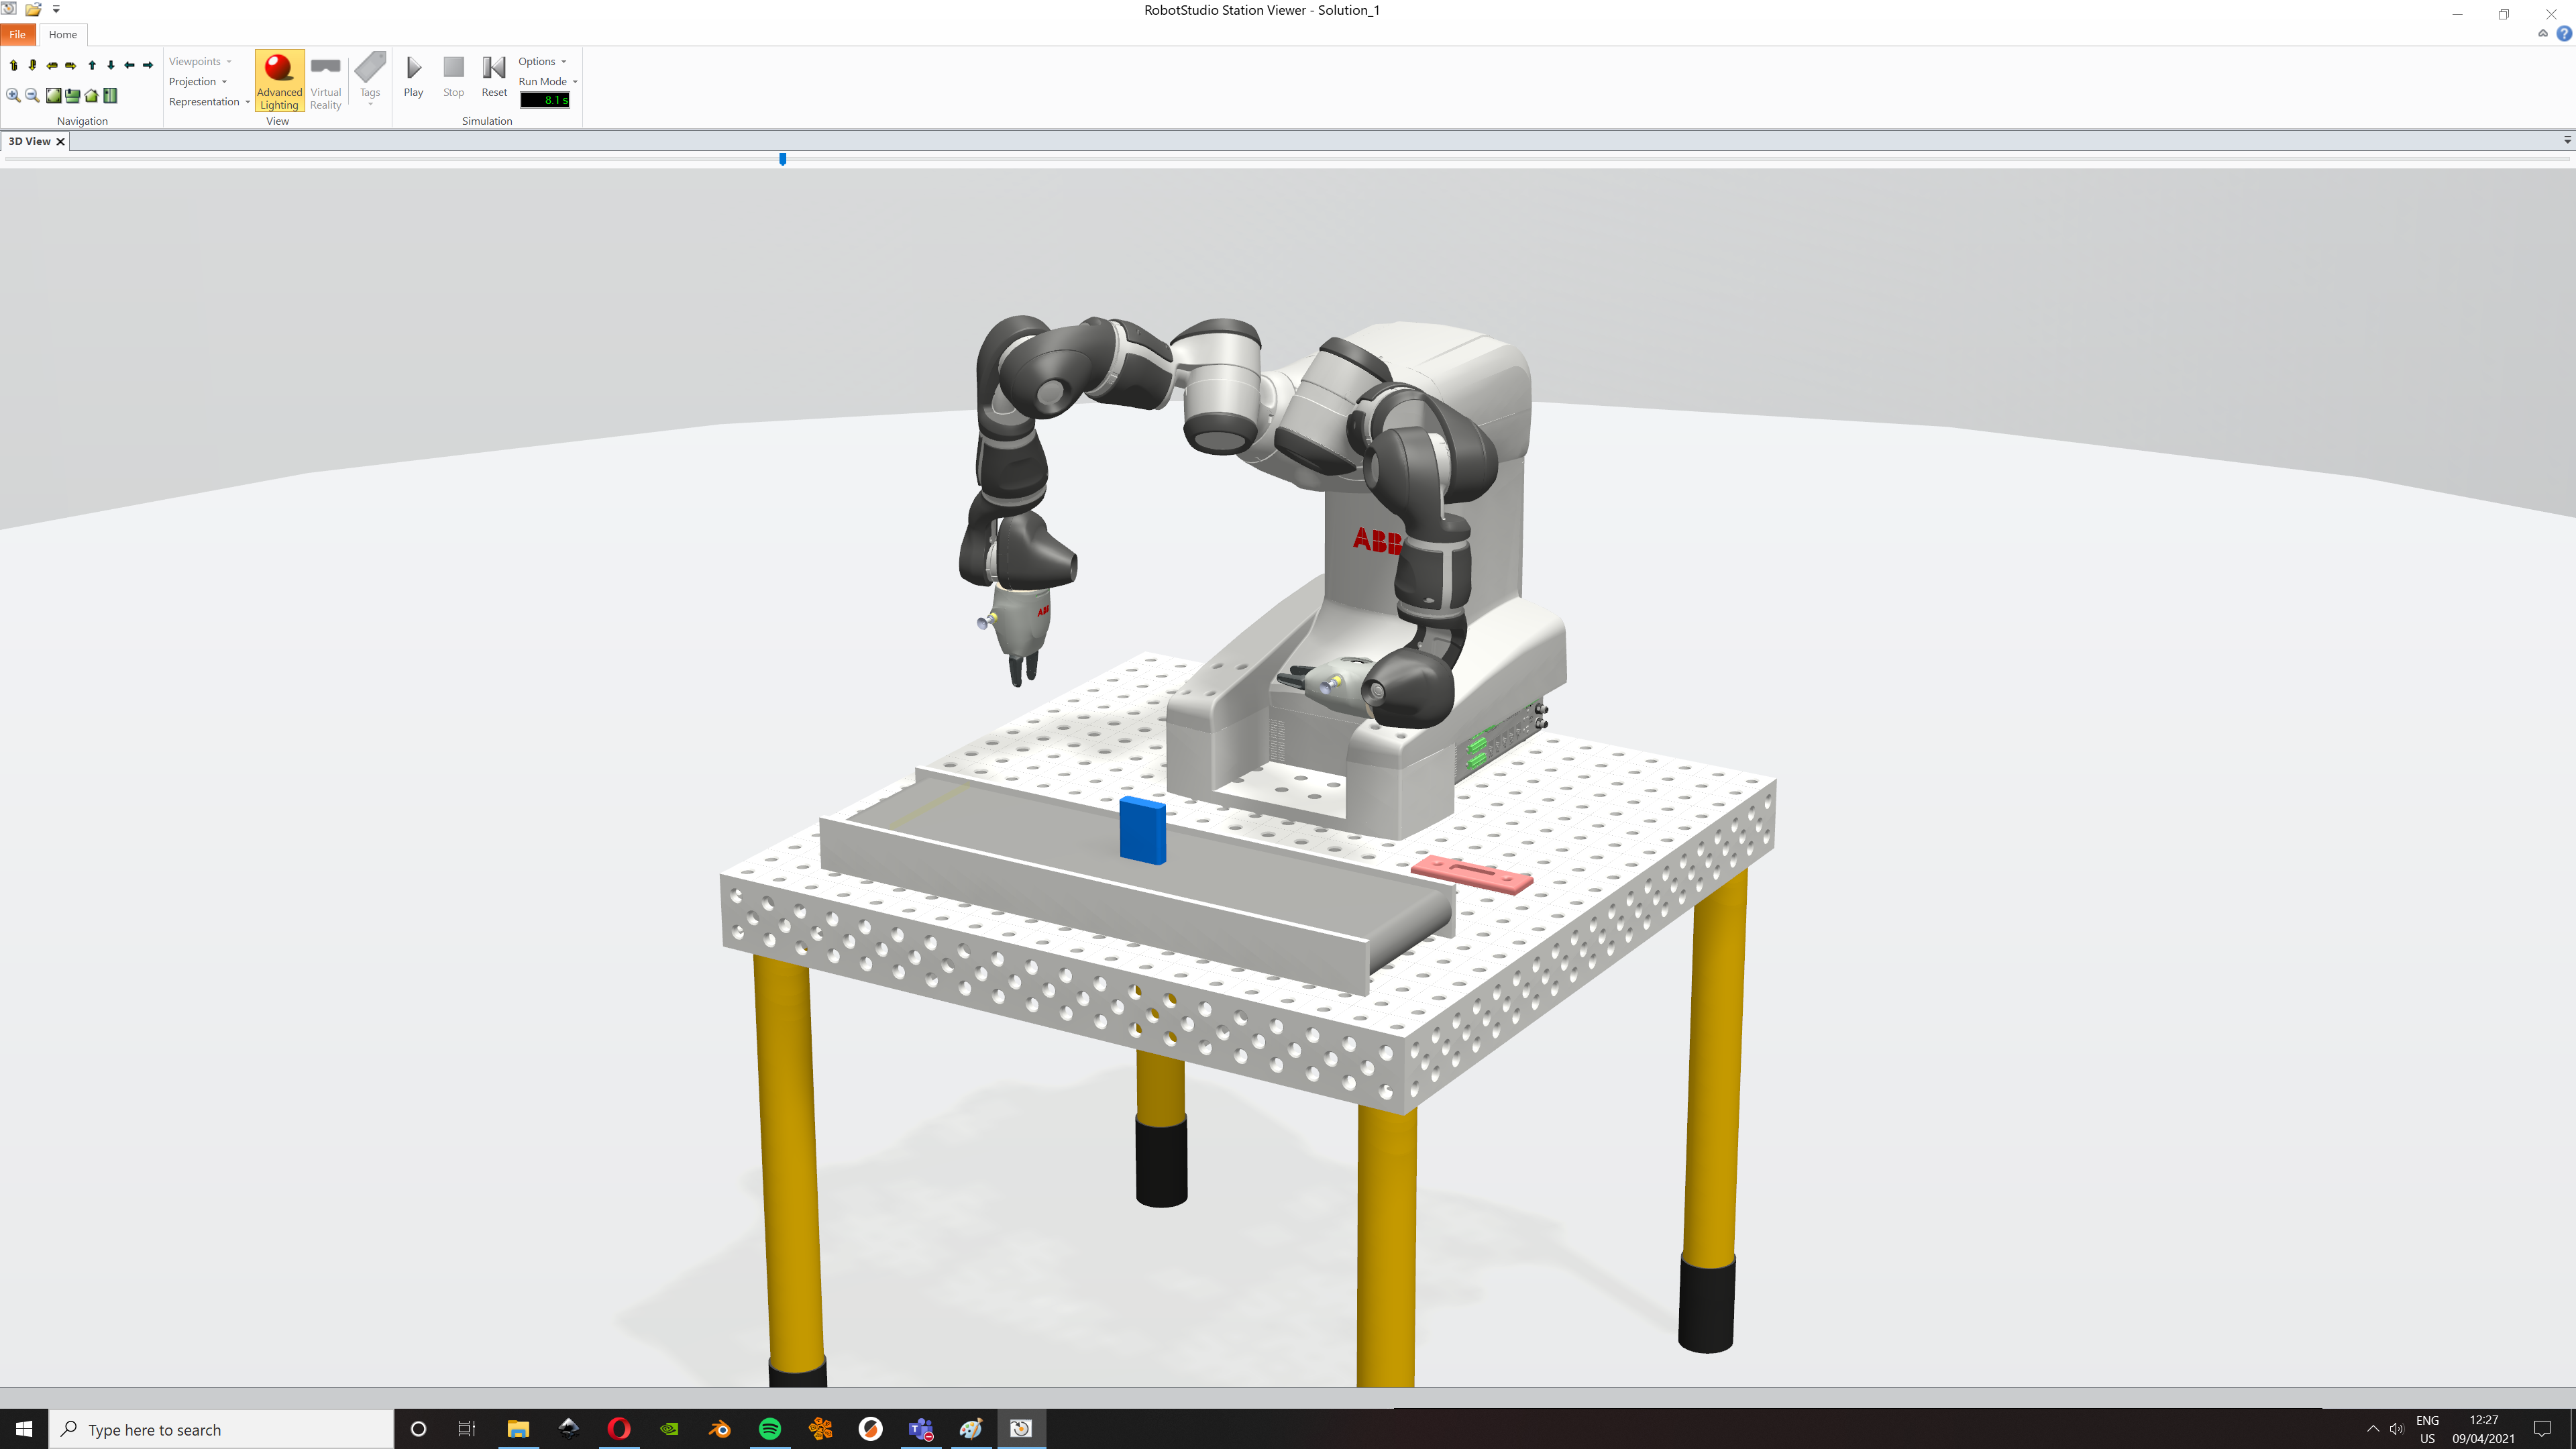 RobotStudio Station Viewer - Solution_1
File
Home
Viewpoints
Projection
Representation
Advanced
Lighting
Virtual
Reality
Tags
Play
Stop
Reset
Options
Run Mode
8.1 s
Navigation
View
Simulation
3D View
ABB
ABB
Type here to search
ENG
US
12:27
09/04/2021